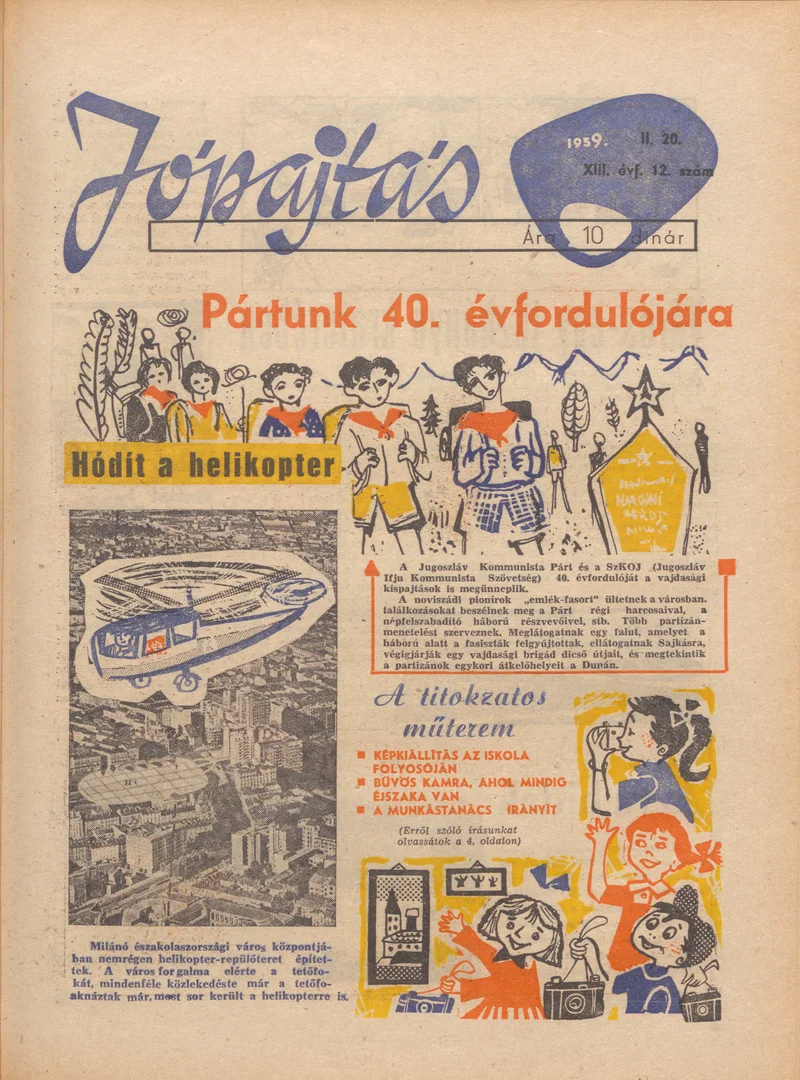 Jópajtás
1959. II. 20.
XIII. évf. 12. szám
Ára 10 dinár
Pártunk 40. évfordulójára
Hódít a helikopter
NARODNI
HEROJ
A Jugoszláv Kommunista Párt és a SzKOJ (Jugoszláv
Ifju Kommunista Szövetség) 40. évfordulóját a vajdasági
kispajtások is megünneplik.
A noviszádi pionírok „emlék-fasort" ültetnek a városban.
találkozásokat beszélnek meg a Párt régi harcosaival, a
népfelszabadító háború részvevőivel, stb. Több partizán-
menetelést szerveznek. Meglátogatnak egy falut, amelyet a
háború alatt a fasiszták felgyújtottak, ellátogatnak Sajkásra,
végigjárják egy vajdasági brigád dicső útjait, és megtekintik
a partizánok egykori átkelőhelyeit a Dunán.
A titokzatos
műterem
KÉPKIÁLLÍTÁS AZ ISKOLA
FOLYOSÓJÁN
BŰVÖS KAMRA, AHOL MINDIG
ÉJSZAKA VAN
A MUNKÁSTANÁCS IRÁNYÍT
(Erről szóló írásunkat
olvassátok a 4. oldalon)
Milánó északolaszországi város központjá-
ban nemrégen helikopter-repülőteret építet-
tek. A város forgalma elérte a tetőfo-
kát, mindenféle közlekedéste már a tetőfo-
aknáztak már, most sor került a helikopterre is.